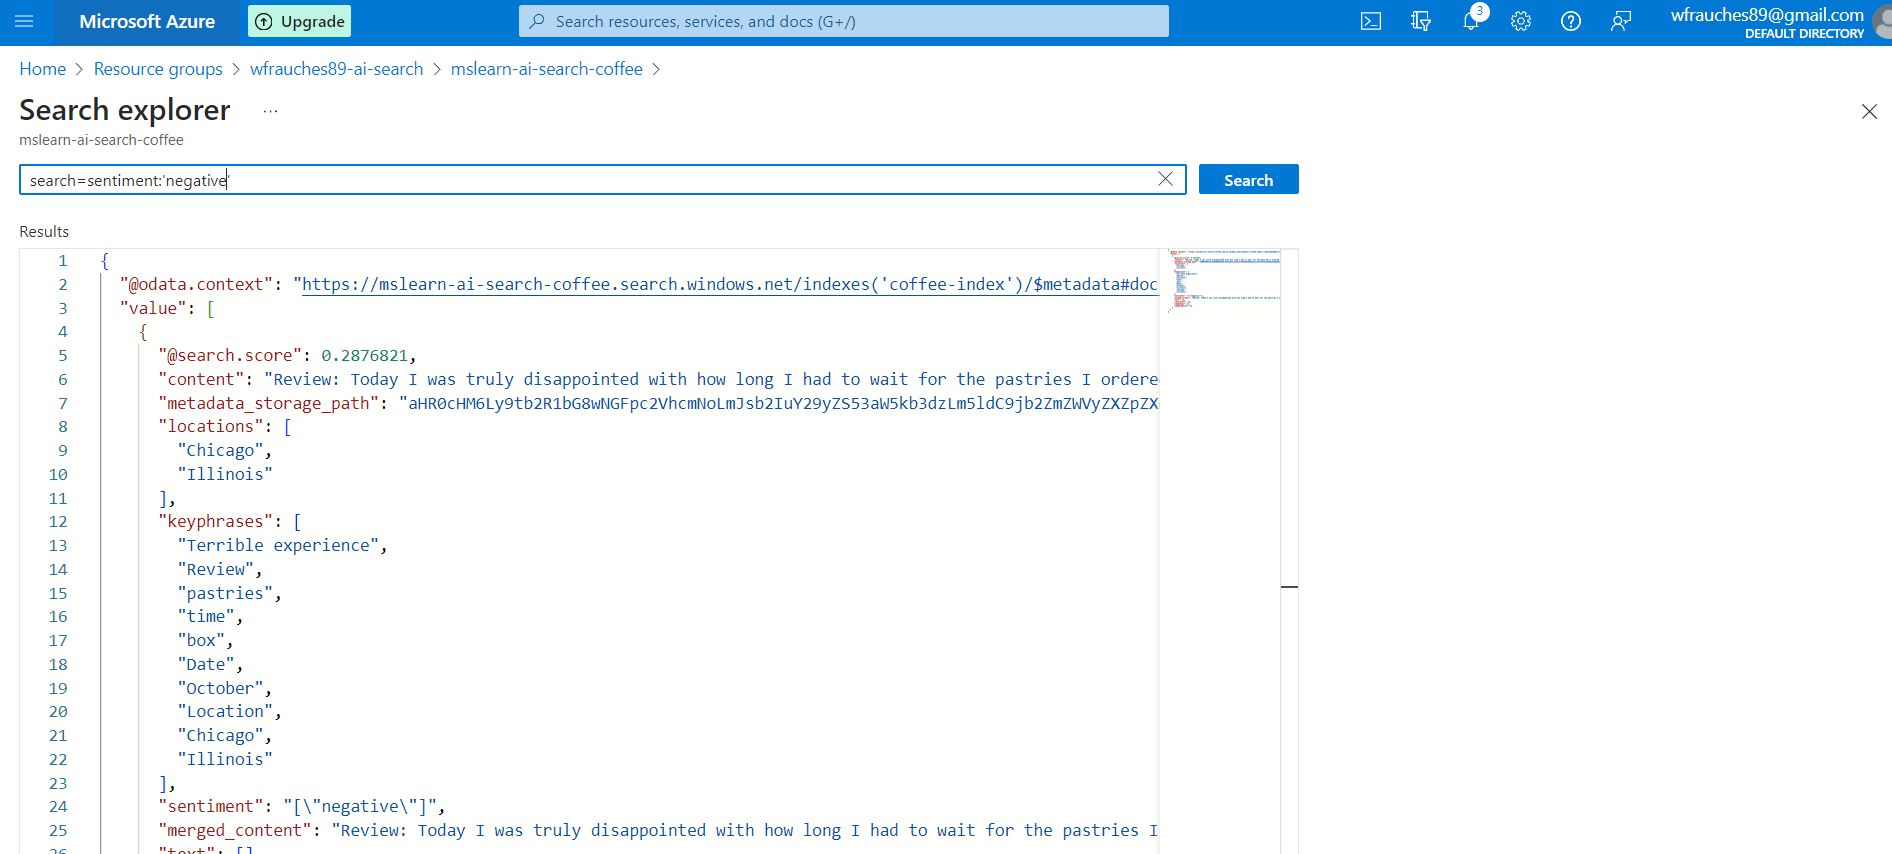 Microsoft Azure
Upgrade
Search resources, services, and docs (G+/)
3
wfrauches89@gmail.com
DEFAULT DIRECTORY
Home > Resource groups > wfrauches89-ai-search > mslearn-ai-search-coffee >
Search explorer ...
mslearn-ai-search-coffee
search=sentiment:'negative'
Search
Results
1 {
2 "@odata.context": "https://mslearn-ai-search-coffee.search.windows.net/indexes('coffee-index')/$metadata#doc
3 "value": [
4 {
5 "@search.score": 0.2876821,
6 "content": "Review: Today I was truly disappointed with how long I had to wait for the pastries I ordere
7 "metadata_storage_path": "aHR0cHM6Ly9tb2R1bG8wNGFpc2VhcmNoLmJsb2IuY29yZS53aW5kb3dzLm5ldC9jb2ZmZWVyZXZpZX
8 "locations": [
9 "Chicago",
10 "Illinois"
11 ],
12 "keyphrases": [
13 "Terrible experience",
14 "Review",
15 "pastries",
16 "time",
17 "box",
18 "Date",
19 "October",
20 "Location",
21 "Chicago",
22 "Illinois"
23 ],
24 "sentiment": "[\"negative\"]",
25 "merged_content": "Review: Today I was truly disappointed with how long I had to wait for the pastries I
26 "text": []